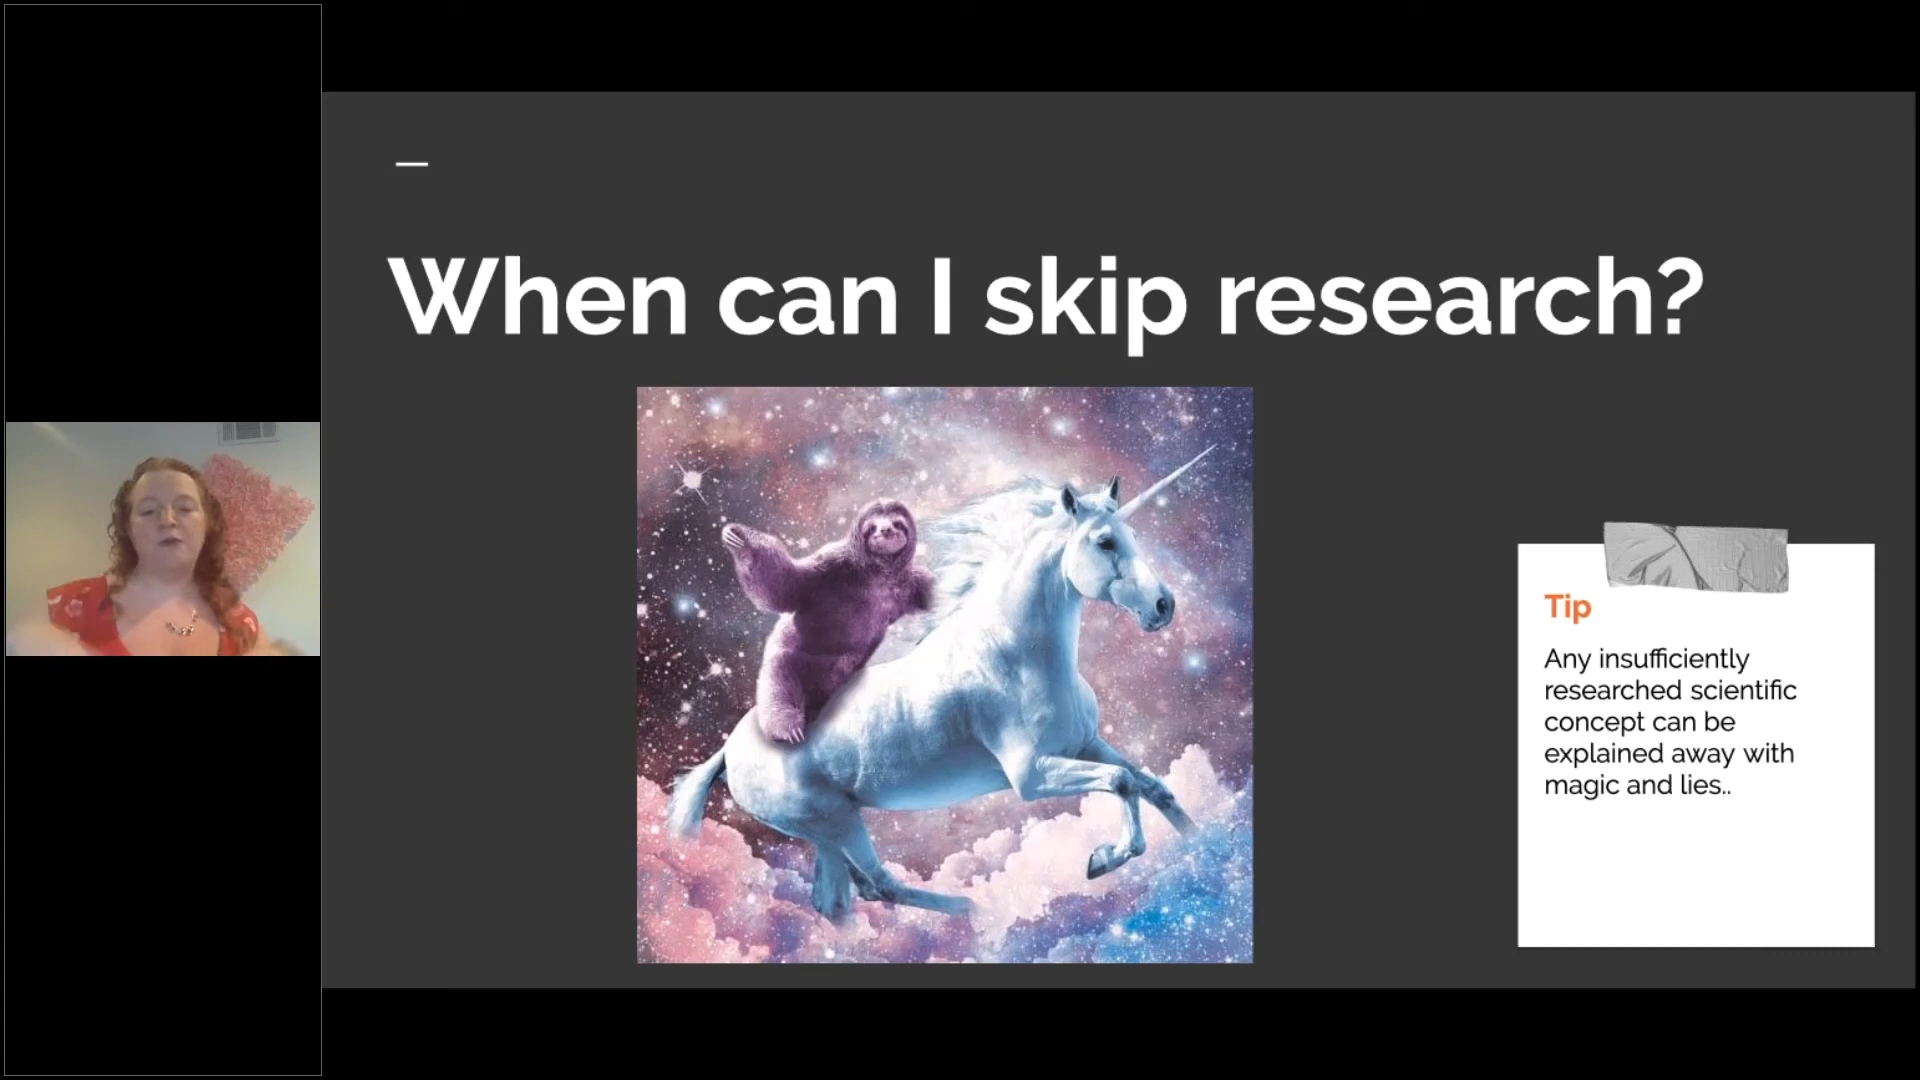 When can I skip research?
Tip
Any insufficiently
researched scientific
concept can be
explained away with
magic and lies..